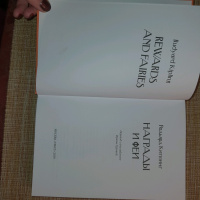 Rudyard Kipling
REWARDS
AND FAIRIES
Редьярд Киплинг
НАГРАДЫ
И ФЕИ